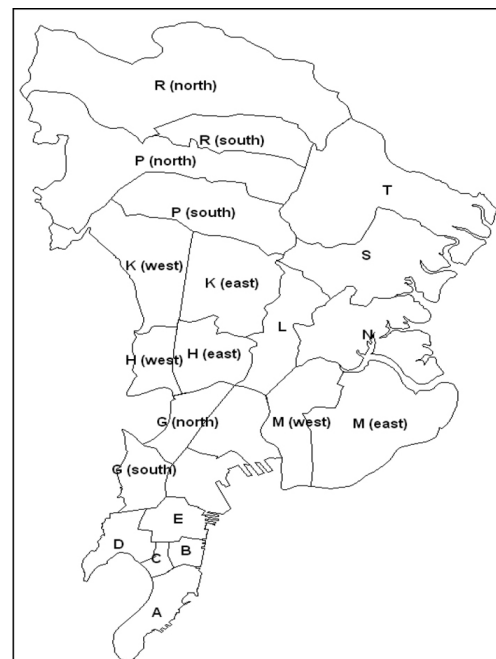 R (north)
R (south)
P (north)
T
P (south)
S
K (west)
K (east)
L
N
H (west)
H (east)
G (north)
M (west)
M (east)
G (south)
E
D
B
C
A